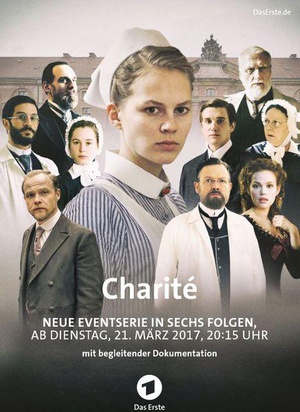 DasErste.de
Charité
NEUE EVENTSERIE IN SECHS FOLGEN,
AB DIENSTAG, 21. MÄRZ 2017, 20:15 UHR
mit begleitender Dokumentation
1
Das Erste